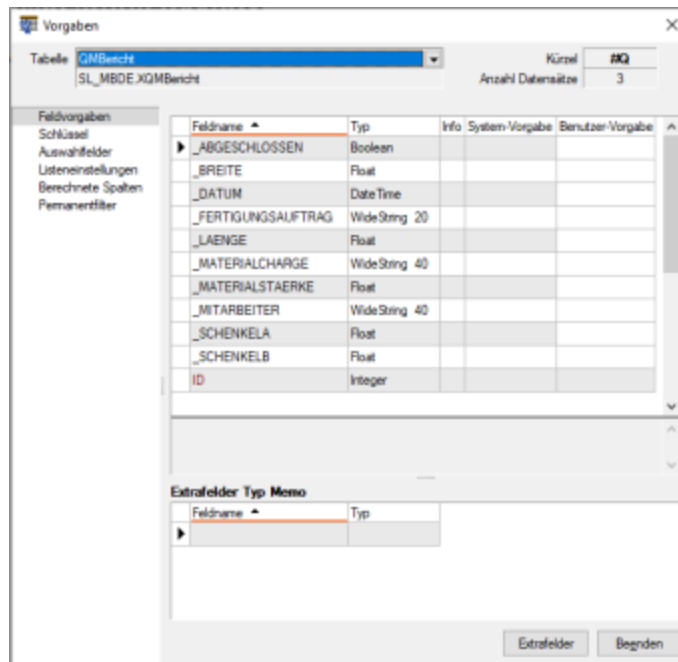 Vorgaben
Tabelle QMBericht Kürzel #IQ
SL_MBDE.XQMBericht Anzahl Datensätze 3
Feldvorgaben
Schlüssel
Auswahlfelder
Listeneinstellungen
Berechnete Spalten
Permanentfilter
Feldname Typ Info System-Vorgabe Benutzer-Vorgabe
_ABGESCHLOSSEN Boolean
_BREITE Float
_DATUM DateTime
_FERTIGUNGSAUFTRAG WideString 20
_LAENGE Float
_MATERIALCHARGE WideString 40
_MATERIALSTAERKE Float
_MITARBEITER WideString 40
_SCHENKELA Float
_SCHENKELB Float
ID Integer
Extrafelder Typ Memo
Feldname Typ
Extrafelder Beenden